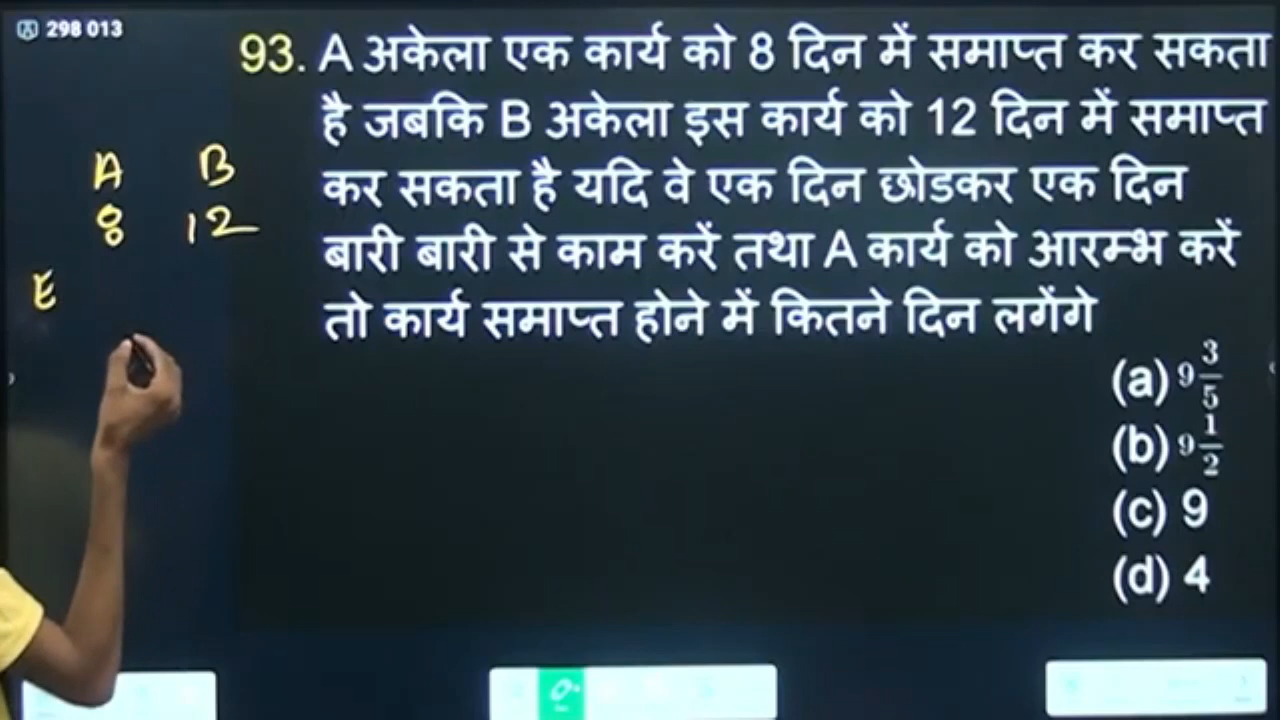 298 013
93. A अकेला एक कार्य को 8 दिन में समाप्त कर सकता
है जबकि B अकेला इस कार्य को 12 दिन में समाप्त
कर सकता है यदि वे एक दिन छोडकर एक दिन
बारी बारी से काम करें तथा A कार्य को आरम्भ करें
तो कार्य समाप्त होने में कितने दिन लगेंगे
A B
8 12
E
(a) 9 3/5
(b) 9 1/2
(c) 9
(d) 4